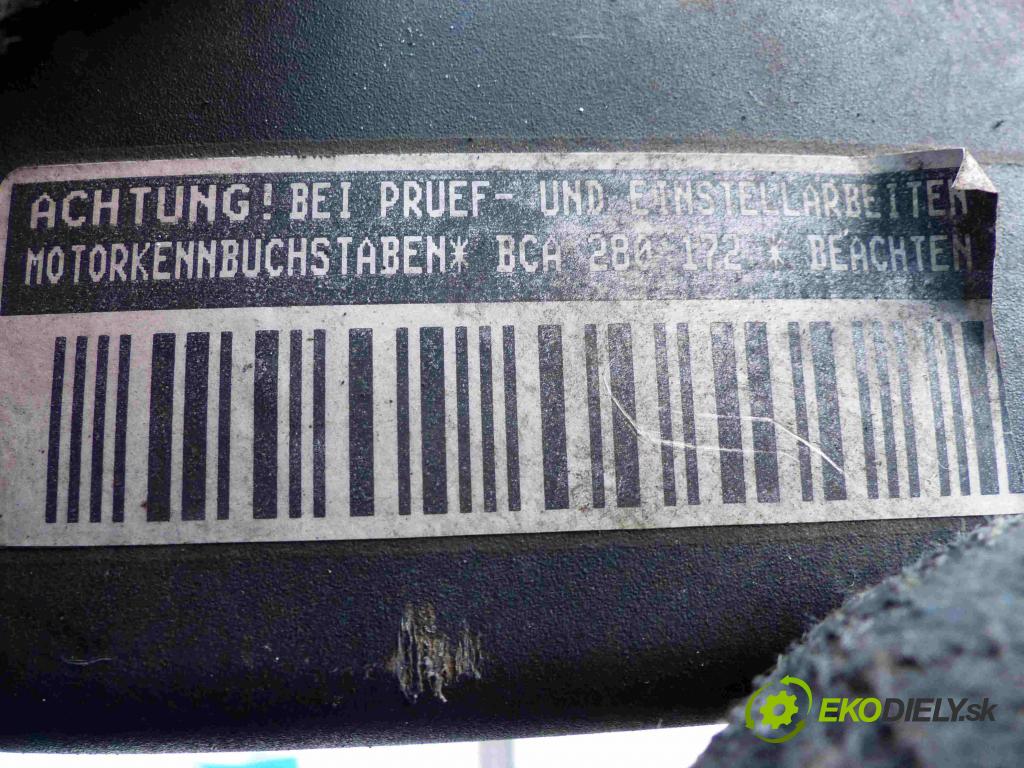 ACHTUNG! BEI PRUEF- UND EINSTELLARBEITEN
MOTORKENNBUCHSTABEN* BCA 280 172 * BEACHTEN
EKODIELY.sk